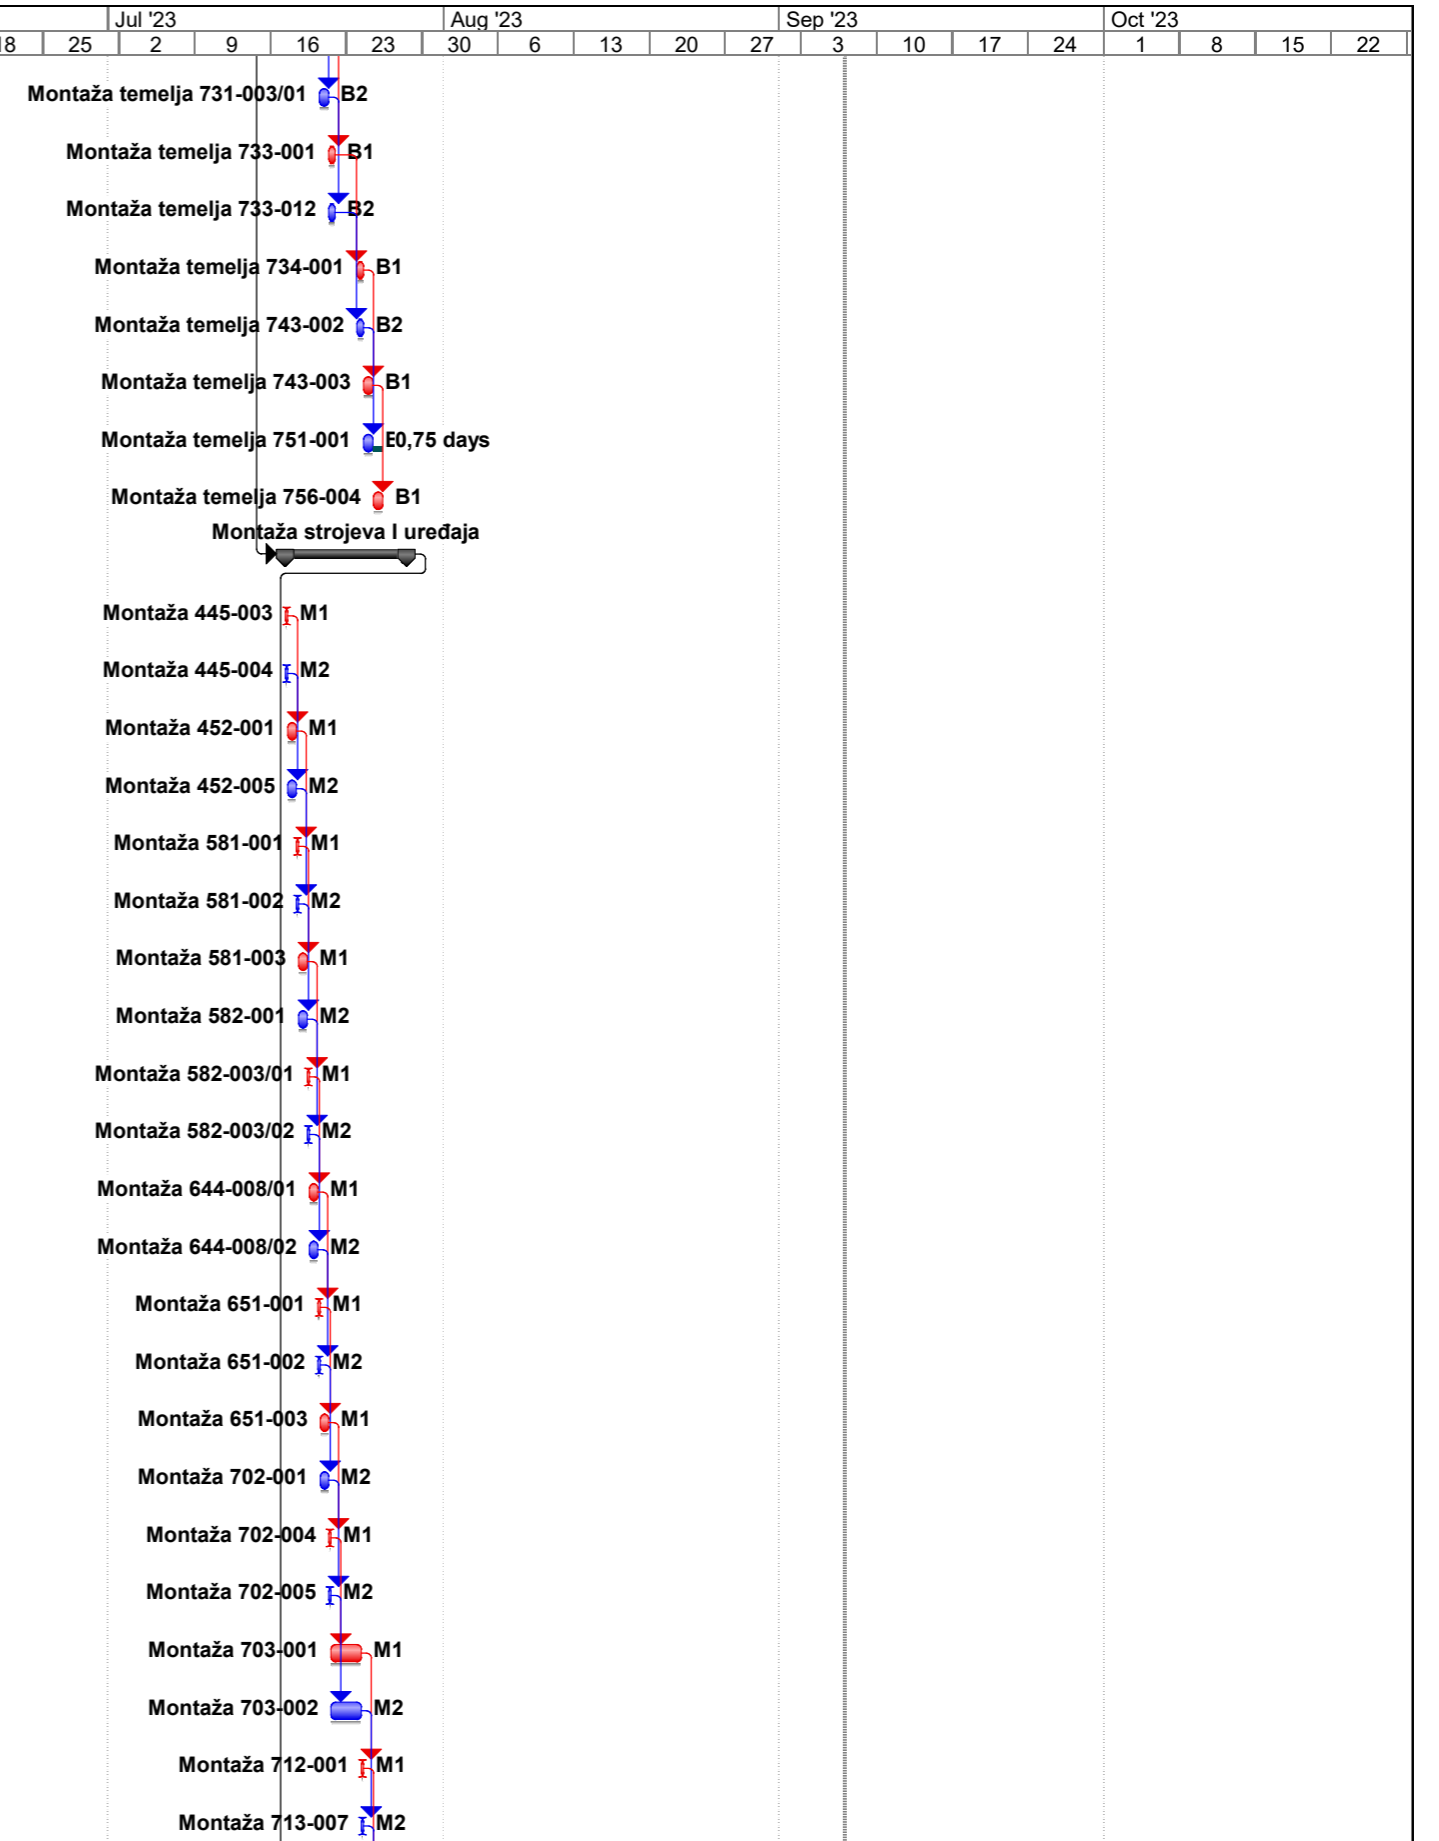 Jul '23 Aug '23 Sep '23 Oct '23
18 25 2 9 16 23 30 6 13 20 27 3 10 17 24 1 8 15 22
Montaža temelja 731-003/01 B2
Montaža temelja 733-001 B1
Montaža temelja 733-012 B2
Montaža temelja 734-001 B1
Montaža temelja 743-002 B2
Montaža temelja 743-003 B1
Montaža temelja 751-001 E0,75 days
Montaža temelja 756-004 B1
Montaža strojeva I uređaja
Montaža 445-003 M1
Montaža 445-004 M2
Montaža 452-001 M1
Montaža 452-005 M2
Montaža 581-001 M1
Montaža 581-002 M2
Montaža 581-003 M1
Montaža 582-001 M2
Montaža 582-003/01 M1
Montaža 582-003/02 M2
Montaža 644-008/01 M1
Montaža 644-008/02 M2
Montaža 651-001 M1
Montaža 651-002 M2
Montaža 651-003 M1
Montaža 702-001 M2
Montaža 702-004 M1
Montaža 702-005 M2
Montaža 703-001 M1
Montaža 703-002 M2
Montaža 712-001 M1
Montaža 713-007 M2